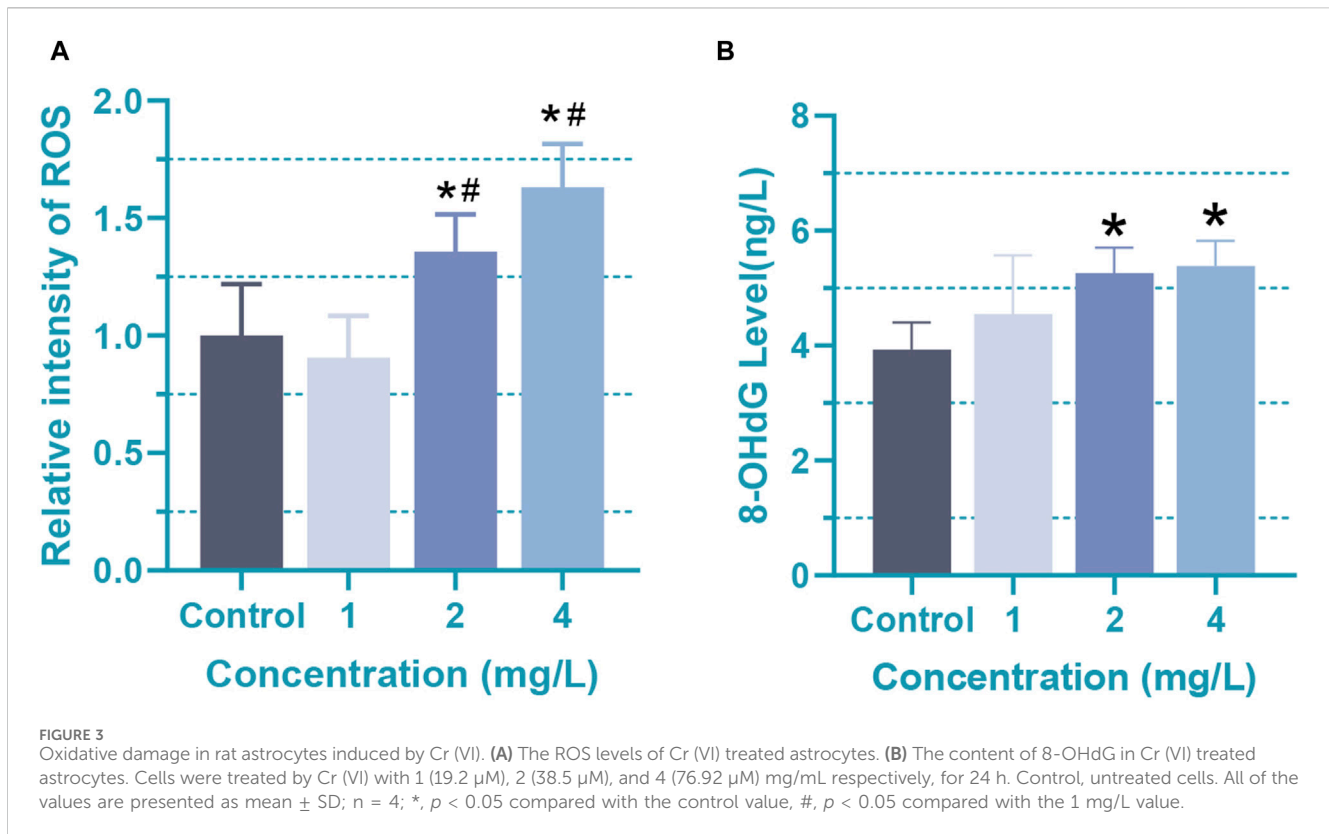 A
Relative intensity of ROS
2.0
1.5
1.0
0.5
0.0
*#
*#
Control 1 2 4
Concentration (mg/L)
B
8-OHdG Level(ng/L)
8
6
4
2
0
*
*
Control 1 2 4
Concentration (mg/L)
FIGURE 3
Oxidative damage in rat astrocytes induced by Cr (VI). (A) The ROS levels of Cr (VI) treated astrocytes. (B) The content of 8-OHdG in Cr (VI) treated
astrocytes. Cells were treated by Cr (VI) with 1 (19.2 μM), 2 (38.5 μM), and 4 (76.92 μM) mg/mL respectively, for 24 h. Control, untreated cells. All of the
values are presented as mean ± SD; n = 4; *, p < 0.05 compared with the control value, #, p < 0.05 compared with the 1 mg/L value.